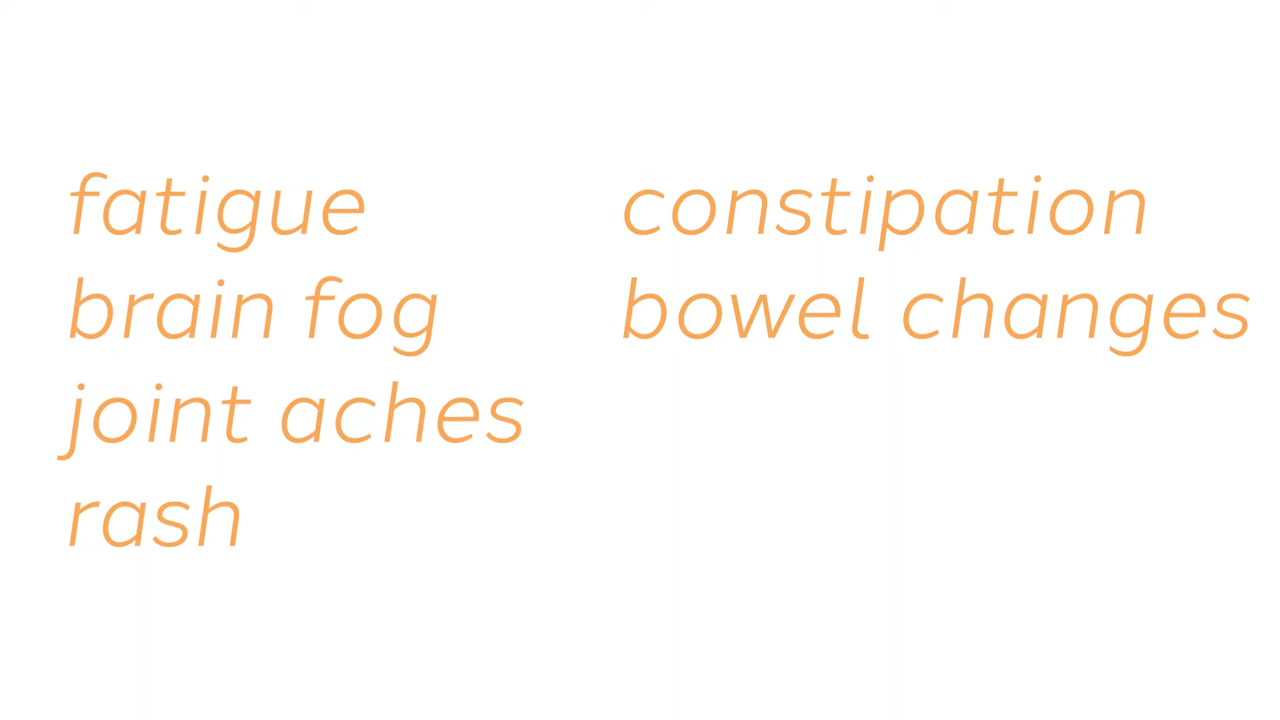 fatigue
brain fog
joint aches
rash
constipation
bowel changes